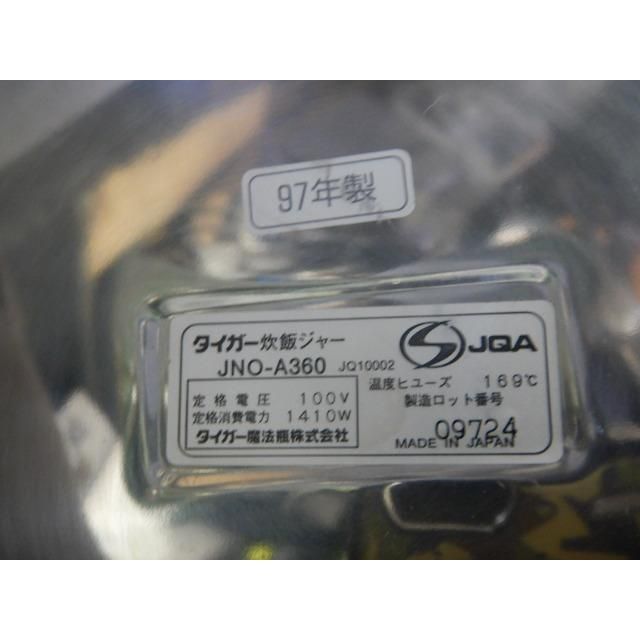 97年製
タイガー炊飯ジャー
JNO-A360 JQ10002
JQA
定格電圧 100V
定格消費電力 1410W
タイガー魔法瓶株式会社
温度ヒューズ 169℃
製造ロット番号
09724
MADE IN JAPAN